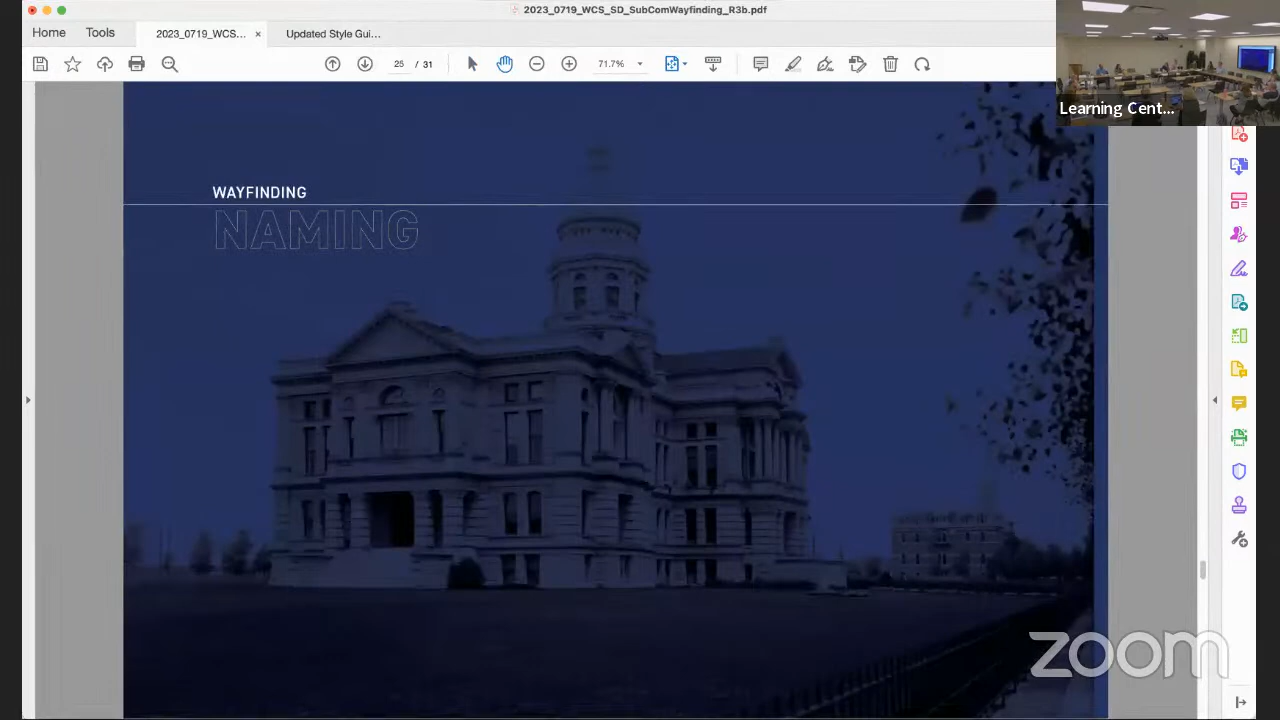 2023_0719_WCS_SD_SubComWayfinding_R3b.pdf
Home
Tools
2023_0719_WCS...
×
Updated Style Gui...
25 / 31
71.7%
Learning Cent...
WAYFINDING
NAMING
zoom